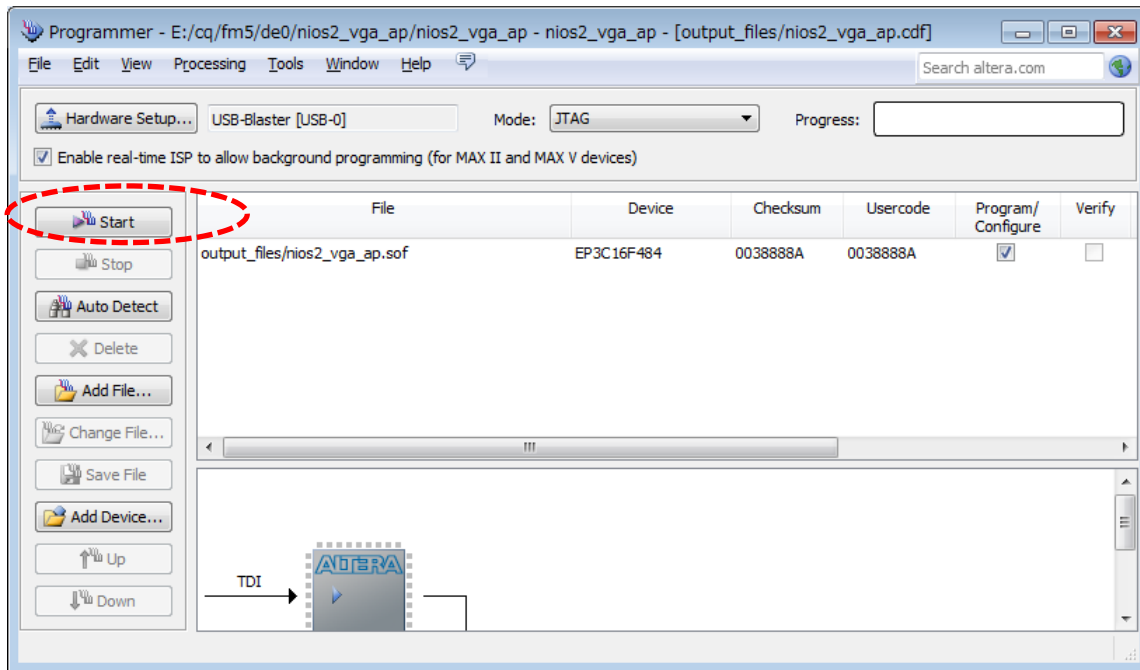 Programmer - E:/cq/fm5/de0/nios2_vga_ap/nios2_vga_ap - nios2_vga_ap - [output_files/nios2_vga_ap.cdf]
File Edit View Processing Tools Window Help Search altera.com
Hardware Setup... USB-Blaster [USB-0] Mode: JTAG Progress:
Enable real-time ISP to allow background programming (for MAX II and MAX V devices)
Start
Stop
Auto Detect
Delete
Add File...
Change File...
Save File
Add Device...
Up
Down
File Device Checksum Usercode Program/ Verify
Configure
output_files/nios2_vga_ap.sof EP3C16F484 0038888A 0038888A
ALTERA
TDI